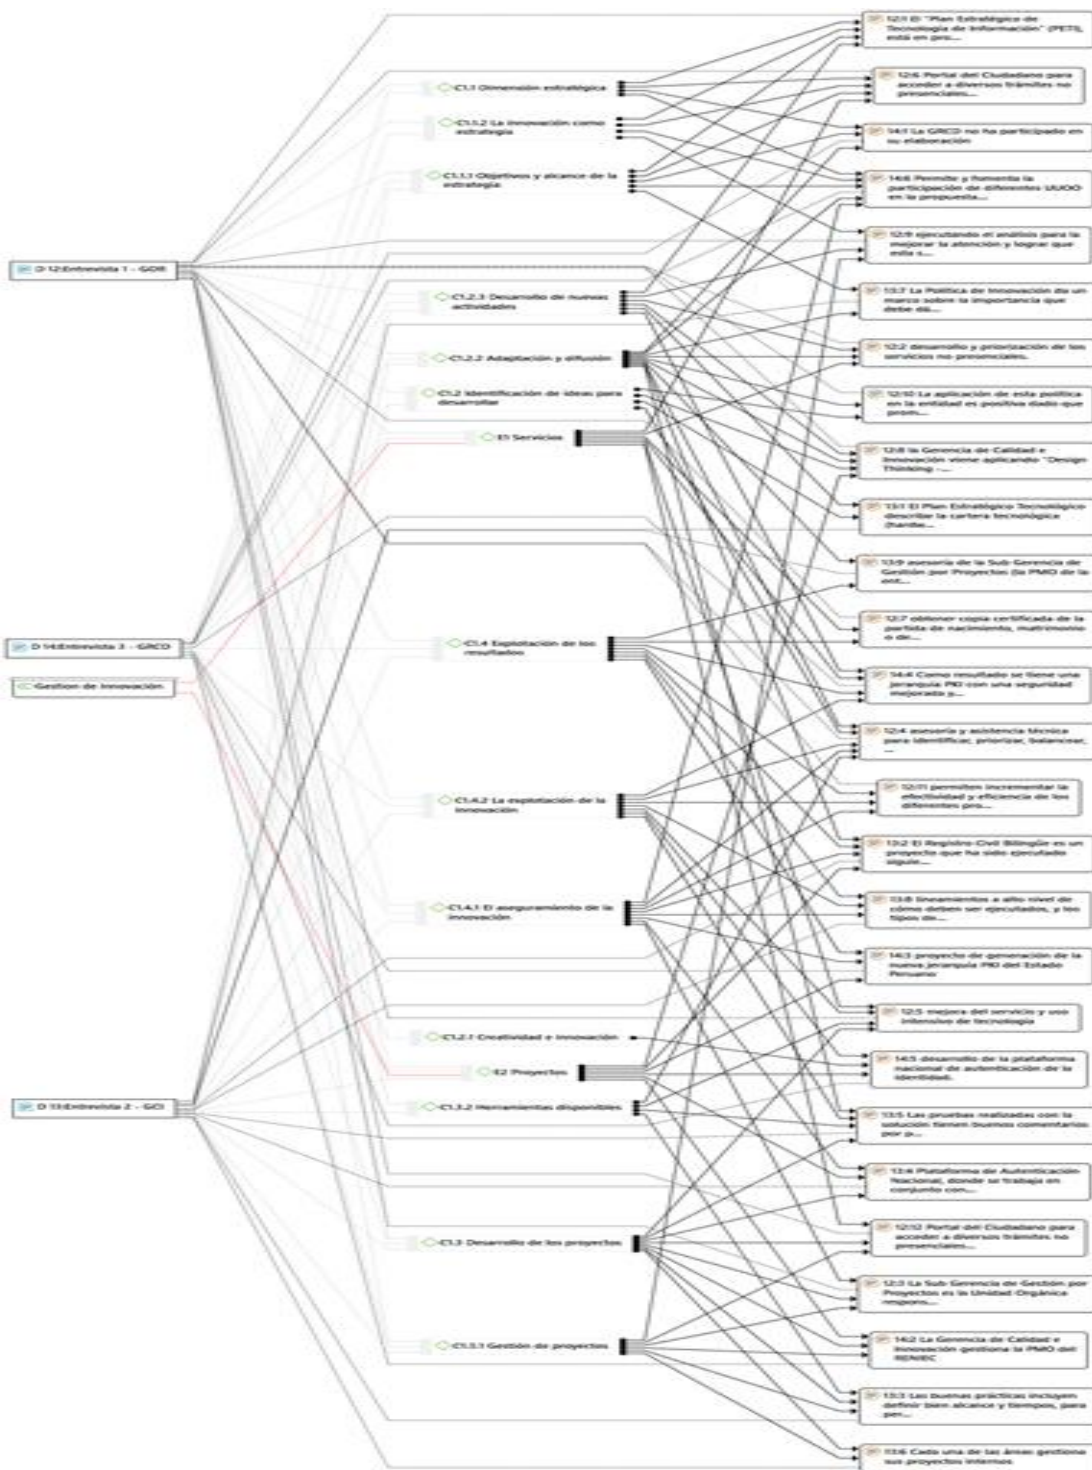 D 12:Entrevista 1 - GOR
D 14:Entrevista 3 - GRCD
Gestion de Innovación
D 13:Entrevista 2 - GCI
C1.1 Dimensión estratégica
C1.1.2 La innovación como
estrategia
C1.1.1 Objetivos y alcance de la
estrategia
C1.2.3 Desarrollo de nuevas
actividades
C1.2.2 Adaptación y difusión
C1.2 Identificación de ideas para
desarrollar
E1 Servicios
C1.4 Explotación de los
resultados
C1.4.2 La explotación de la
innovación
C1.4.1 El aseguramiento de la
innovación
C1.2.1 Creatividad e innovación
E2 Proyectos
C1.3.2 Herramientas disponibles
C1.3 Desarrollo de los proyectos
C1.3.1 Gestión de proyectos
12:1 El "Plan Estratégico de
Tecnología de Información" (PETI),
está en pro...
12:6 Portal del Ciudadano para
acceder a diversos trámites no
presenciales...
14:1 La GRCD no ha participado en
su elaboración
14:6 Permite y fomenta la
participación de diferentes UUOO
en la propuesta...
12:9 ejecutando el análisis para la
mejorar la atención y lograr que
esta s...
13:7 La Política de Innovación da un
marco sobre la importancia que
debe da...
12:2 desarrollo y priorización de los
servicios no presenciales.
12:10 La aplicación de esta política
en la entidad es positiva dado que
prom...
12:8 la Gerencia de Calidad e
Innovación viene aplicando "Design
Thinking -...
13:1 El Plan Estratégico Tecnológico
describe la cartera tecnológica
(hardw...
13:9 asesoría de la Sub Gerencia de
Gestión por Proyectos (la PMO de la
ent...
12:7 obtener copia certificada de la
partida de nacimiento, matrimonio
o de...
14:4 Como resultado se tiene una
jerarquía PKI con una seguridad
mejorada y...
12:4 asesoría y asistencia técnica
para identificar, priorizar, balancear,
...
12:11 permiten incrementar la
efectividad y eficiencia de los
diferentes pro...
13:2 El Registro Civil Bilingüe es un
proyecto que ha sido ejecutado
siguie...
13:8 lineamientos a alto nivel de
cómo deben ser ejecutados, y los
tipos de...
14:3 proyecto de generación de la
nueva jerarquía PKI del Estado
Peruano
12:5 mejora del servicio y uso
intensivo de tecnología
14:5 desarrollo de la plataforma
nacional de autenticación de la
identidad.
13:5 Las pruebas realizadas con la
solución tienen buenos comentarios
por p...
13:4 Plataforma de Autenticación
Nacional, donde se trabaja en
conjunto con...
12:12 Portal del Ciudadano para
acceder a diversos trámites no
presenciales...
12:3 La Sub Gerencia de Gestión por
Proyectos es la Unidad Orgánica
respons...
14:2 La Gerencia de Calidad e
Innovación gestiona la PMO del
RENIEC
13:3 Las buenas prácticas incluyen
definir bien alcance y tiempos, para
per...
13:6 Cada una de las áreas gestiona
sus proyectos internos